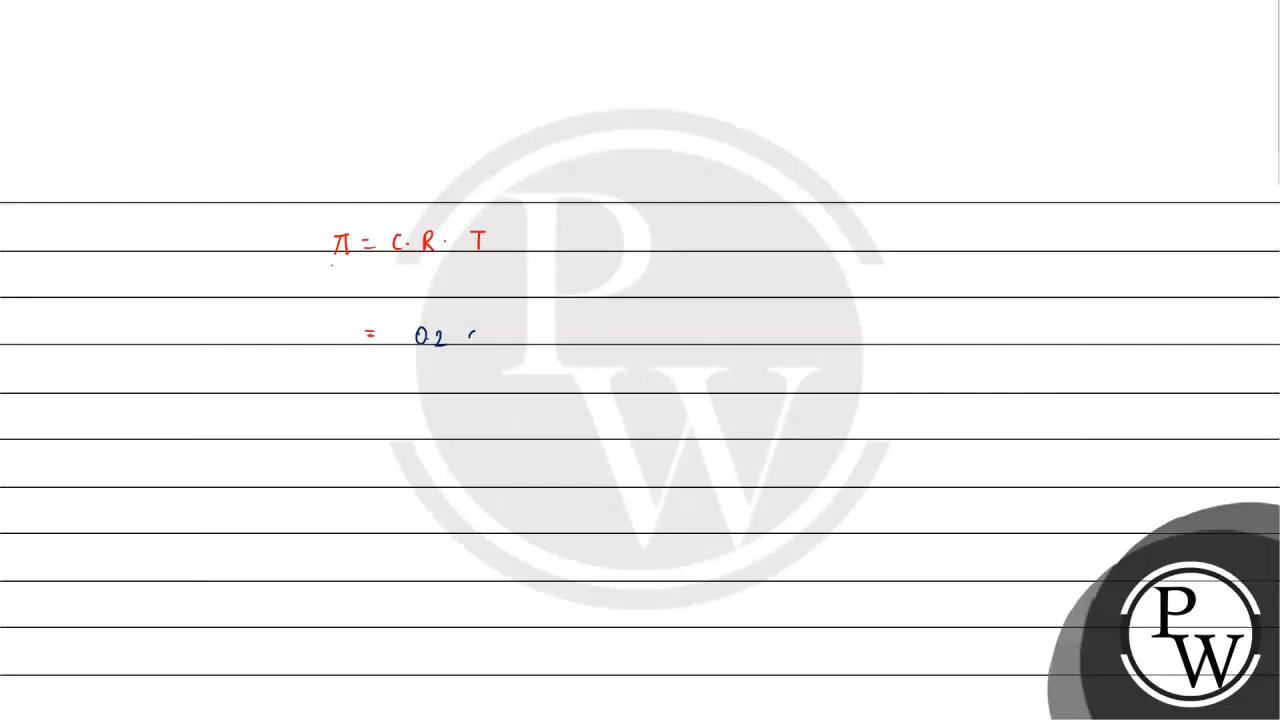 π = C. R. T
= 0.2
P
W
P
W